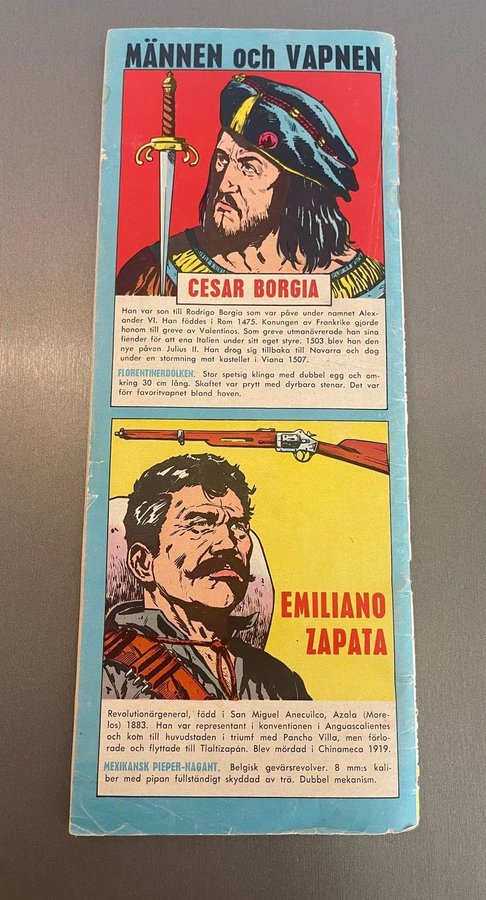 MÄNNEN och VAPNEN
CESAR BORGIA
Han var son till Rodrigo Borgia som var påve under namnet Alex-
ander VI. Han föddes i Rom 1475. Konungen av Frankrike gjorde
honom till greve av Valentinos. Som greve utmanövrerade han sina
fiender för att ena Italien under sitt eget styre. 1503 blev han den
nye påven Julius II. Han drog sig tillbaka till Navarra och dog
under en stormning mot kastellet i Viana 1507.
FLORENTINERDOLKEN. Stor spetsig klinga med dubbel egg och om-
kring 30 cm lång. Skaftet var prytt med dyrbara stenar. Det var
förr favoritvapnet bland hoven.
EMILIANO
ZAPATA
Revolutionärgeneral, född i San Miguel Anecuilco, Azala (More-
los) 1883. Han var representant i konventionen i Anguascalientes
och kom till huvudstaden i triumf med Pancho Villa, men förlo-
rade och flyttade till Tlaltizapán. Blev mördad i Chinameca 1919.
MEXIKANSK PIEPER-NAGANT. Belgisk gevärsrevolver. 8 mm:s kali-
ber med pipan fullständigt skyddad av trä. Dubbel mekanism.